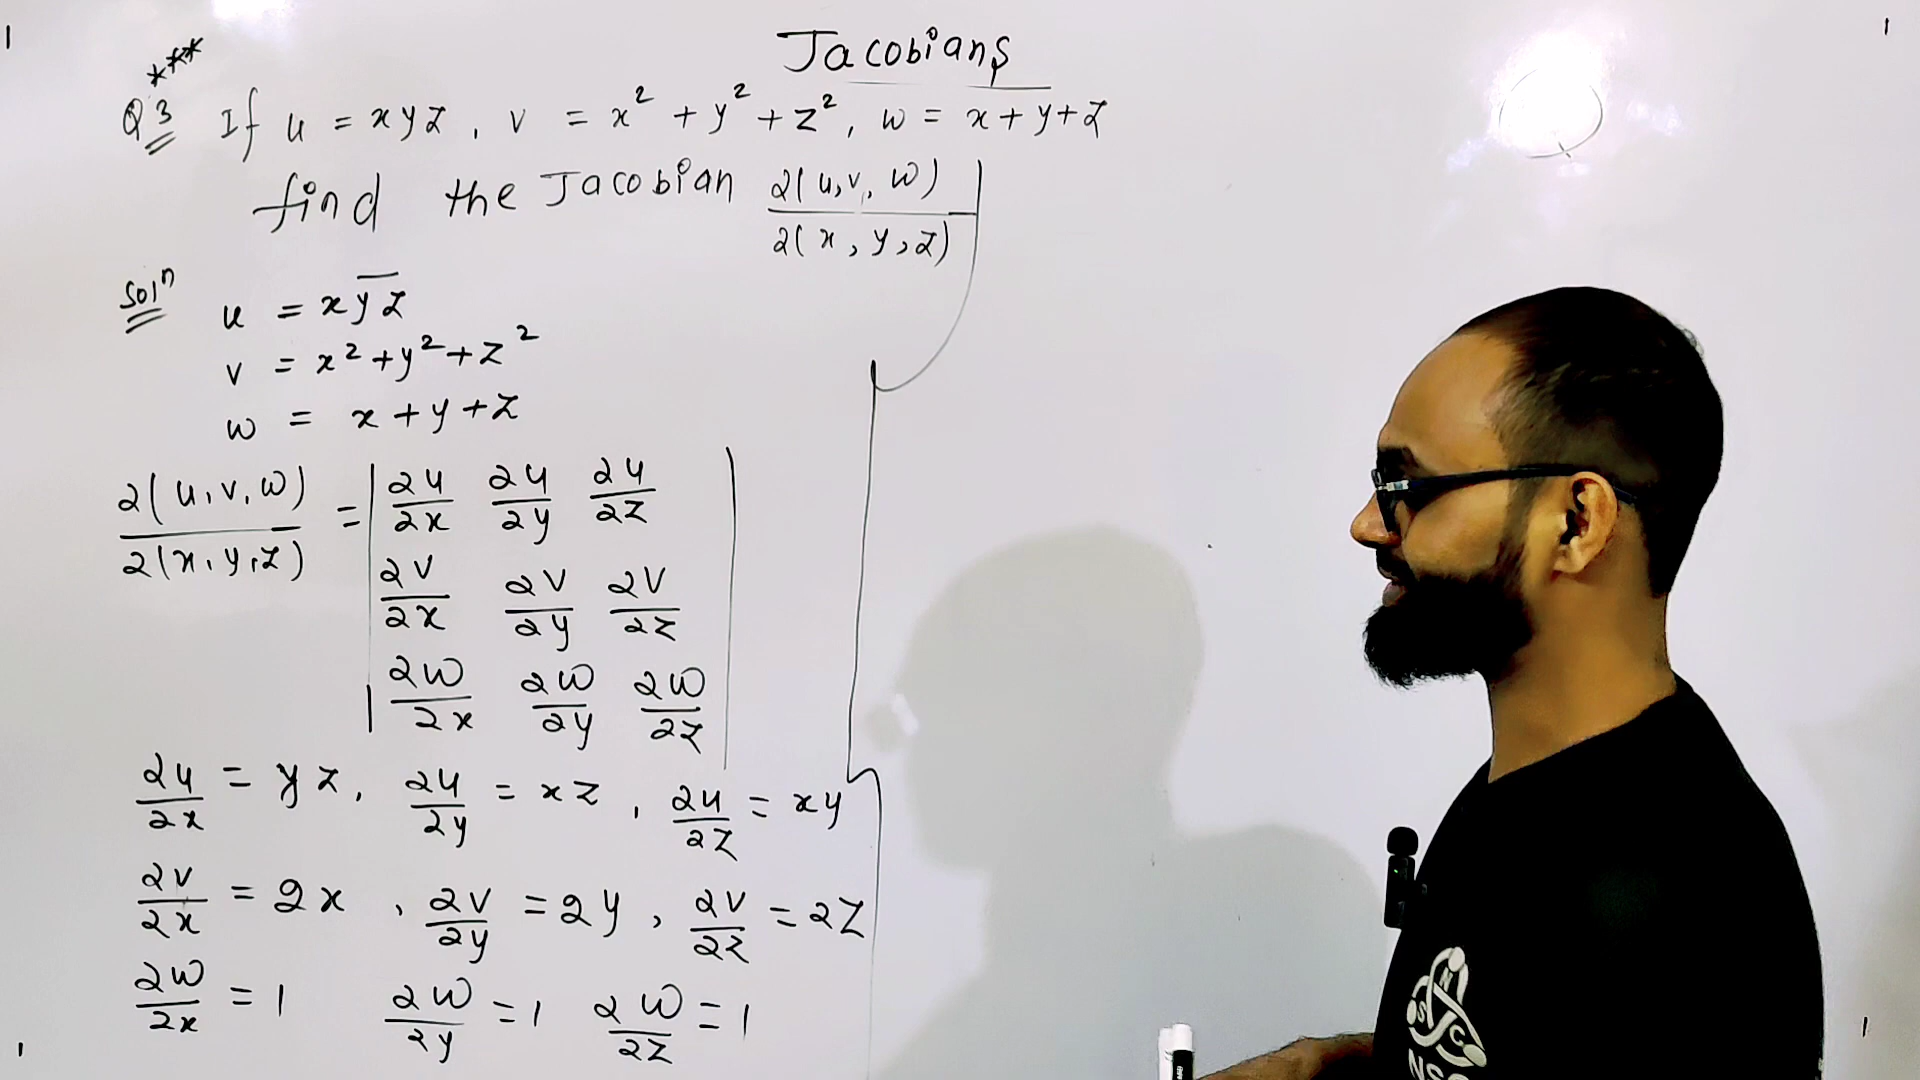 Jacobians
***
Q3 If u = xyz, v = x² + y² + z², w = x+y+z
find the Jacobian ∂(u,v,w)/∂(x,y,z)
Solⁿ u = xyz
v = x²+y²+z²
w = x+y+z
∂(u,v,w)/∂(x,y,z) = | ∂u/∂x ∂u/∂y ∂u/∂z |
| ∂v/∂x ∂v/∂y ∂v/∂z |
| ∂w/∂x ∂w/∂y ∂w/∂z |
∂u/∂x = yz, ∂u/∂y = xz, ∂u/∂z = xy
∂v/∂x = 2x, ∂v/∂y = 2y, ∂v/∂z = 2z
∂w/∂x = 1 ∂w/∂y = 1 ∂w/∂z = 1
N
S C